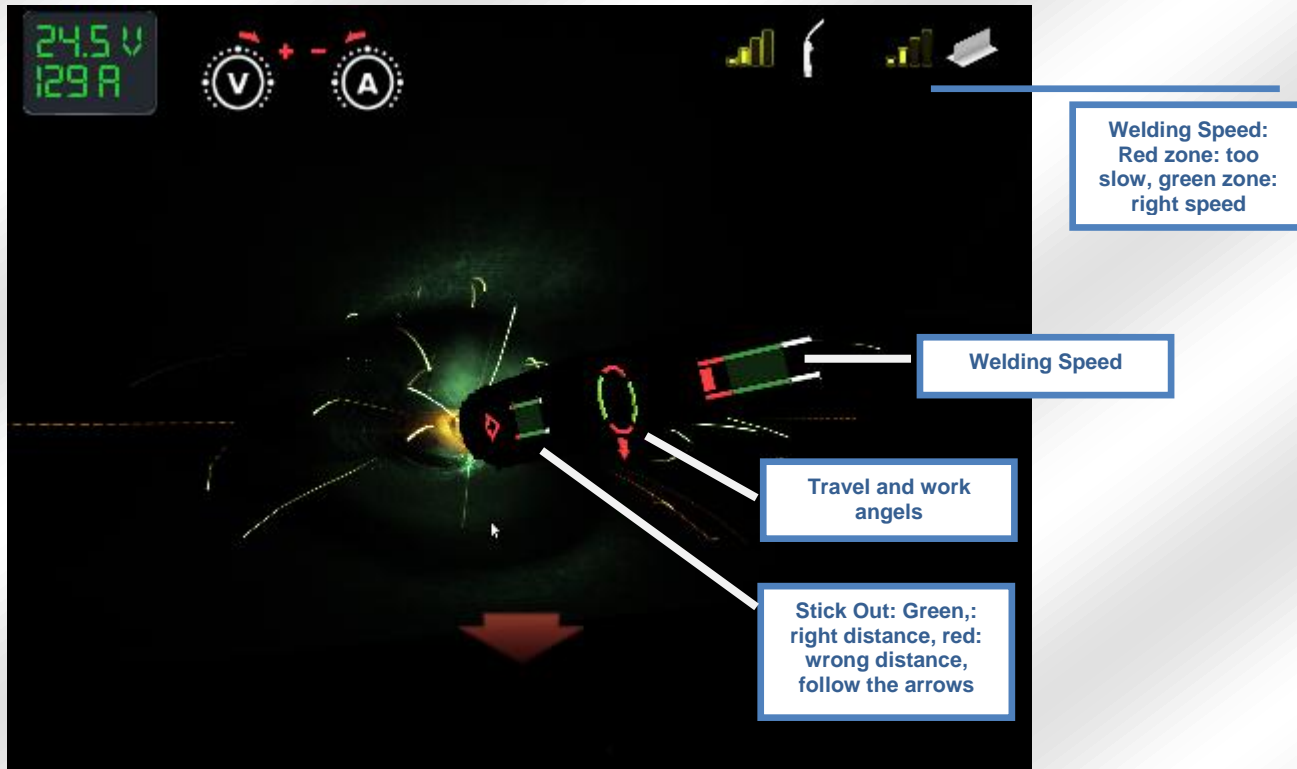 24.5 V
129 A
V + - A
Welding Speed:
Red zone: too
slow, green zone:
right speed
Welding Speed
Travel and work
angels
Stick Out: Green,:
right distance, red:
wrong distance,
follow the arrows